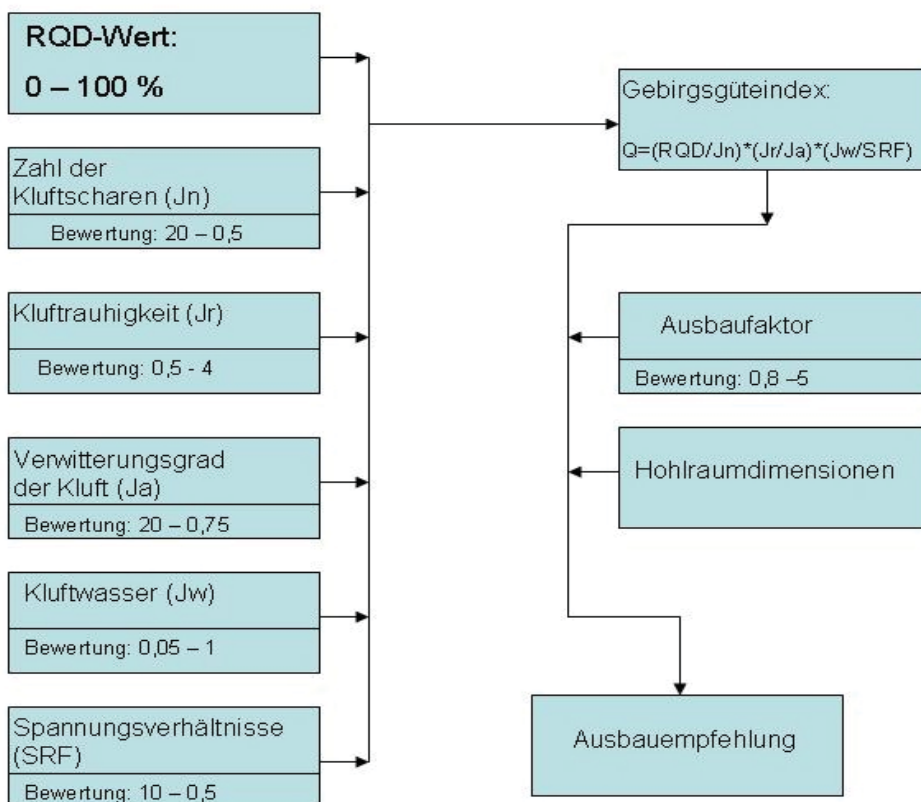 RQD-Wert:
0 – 100 %
Zahl der
Kluftscharen (Jn)
Bewertung: 20 – 0,5
Kluftrauhigkeit (Jr)
Bewertung: 0,5 - 4
Verwitterungsgrad
der Kluft (Ja)
Bewertung: 20 – 0,75
Kluftwasser (Jw)
Bewertung: 0,05 – 1
Spannungsverhältnisse
(SRF)
Bewertung: 10 – 0,5
Gebirgsgüteindex:
Q=(RQD/Jn)*(Jr/Ja)*(Jw/SRF)
Ausbaufaktor
Bewertung: 0,8 –5
Hohlraumdimensionen
Ausbauempfehlung